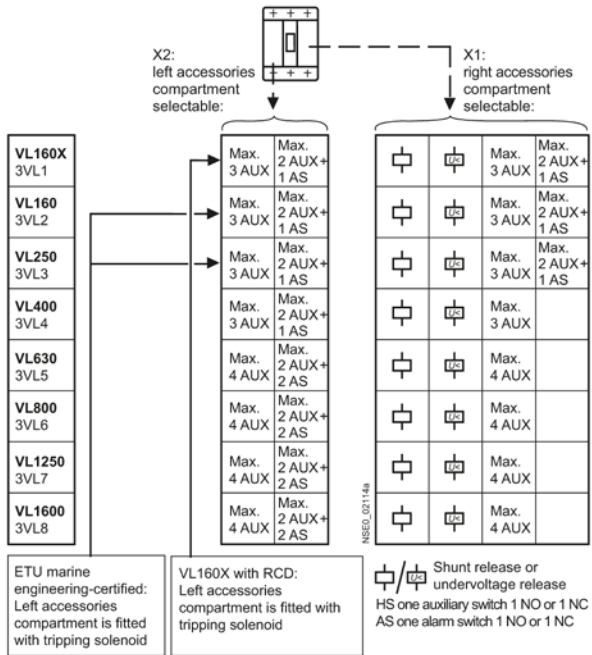 X2:
left accessories
compartment
selectable:
X1:
right accessories
compartment
selectable:
VL160X
3VL1
Max.
3 AUX
Max.
2 AUX+
1 AS
U<
Max.
3 AUX
Max.
2 AUX+
1 AS
VL160
3VL2
Max.
3 AUX
Max.
2 AUX+
1 AS
U<
Max.
3 AUX
Max.
2 AUX+
1 AS
VL250
3VL3
Max.
3 AUX
Max.
2 AUX+
1 AS
U<
Max.
3 AUX
Max.
2 AUX+
1 AS
VL400
3VL4
Max.
3 AUX
Max.
2 AUX+
1 AS
U<
Max.
3 AUX
VL630
3VL5
Max.
4 AUX
Max.
2 AUX+
2 AS
U<
Max.
4 AUX
VL800
3VL6
Max.
4 AUX
Max.
2 AUX+
2 AS
U<
Max.
4 AUX
VL1250
3VL7
Max.
4 AUX
Max.
2 AUX+
2 AS
U<
Max.
4 AUX
VL1600
3VL8
Max.
4 AUX
Max.
2 AUX+
2 AS
U<
Max.
4 AUX
NSE0_02114a
ETU marine
engineering-certified:
Left accessories
compartment is fitted
with tripping solenoid
VL160X with RCD:
Left accessories
compartment is fitted with
tripping solenoid
/ U< Shunt release or
undervoltage release
HS one auxiliary switch 1 NO or 1 NC
AS one alarm switch 1 NO or 1 NC